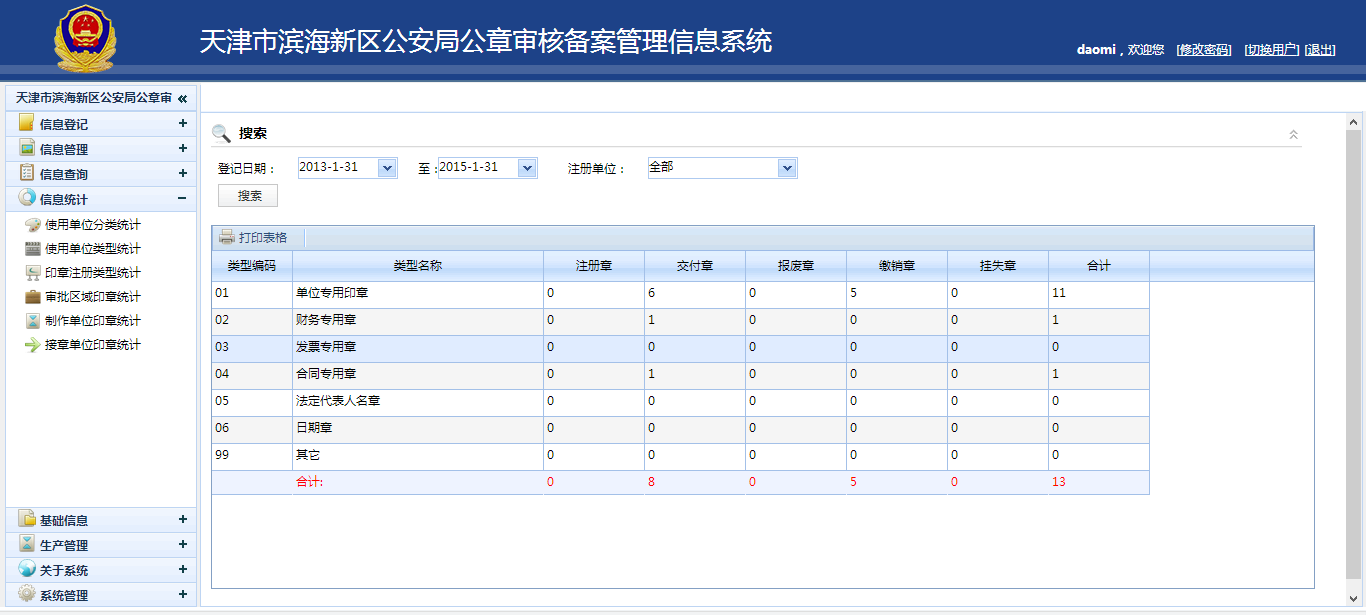 天津市滨海新区公安局公章审核备案管理信息系统
daomi，欢迎您 [修改密码] [切换用户] [退出]
天津市滨海新区公安局公章审 «
信息登记 +
信息管理 +
信息查询 +
信息统计 −
使用单位分类统计
使用单位类型统计
印章注册类型统计
审批区域印章统计
制作单位印章统计
接章单位印章统计
基础信息 +
生产管理 +
关于系统 +
系统管理 +
搜索
登记日期： 2013-1-31 至：2015-1-31 注册单位： 全部
搜索
打印表格
类型编码 类型名称 注册章 交付章 报废章 缴销章 挂失章 合计
01 单位专用印章 0 6 0 5 0 11
02 财务专用章 0 1 0 0 0 1
03 发票专用章 0 0 0 0 0 0
04 合同专用章 0 1 0 0 0 1
05 法定代表人名章 0 0 0 0 0 0
06 日期章 0 0 0 0 0 0
99 其它 0 0 0 0 0 0
合计: 0 8 0 5 0 13